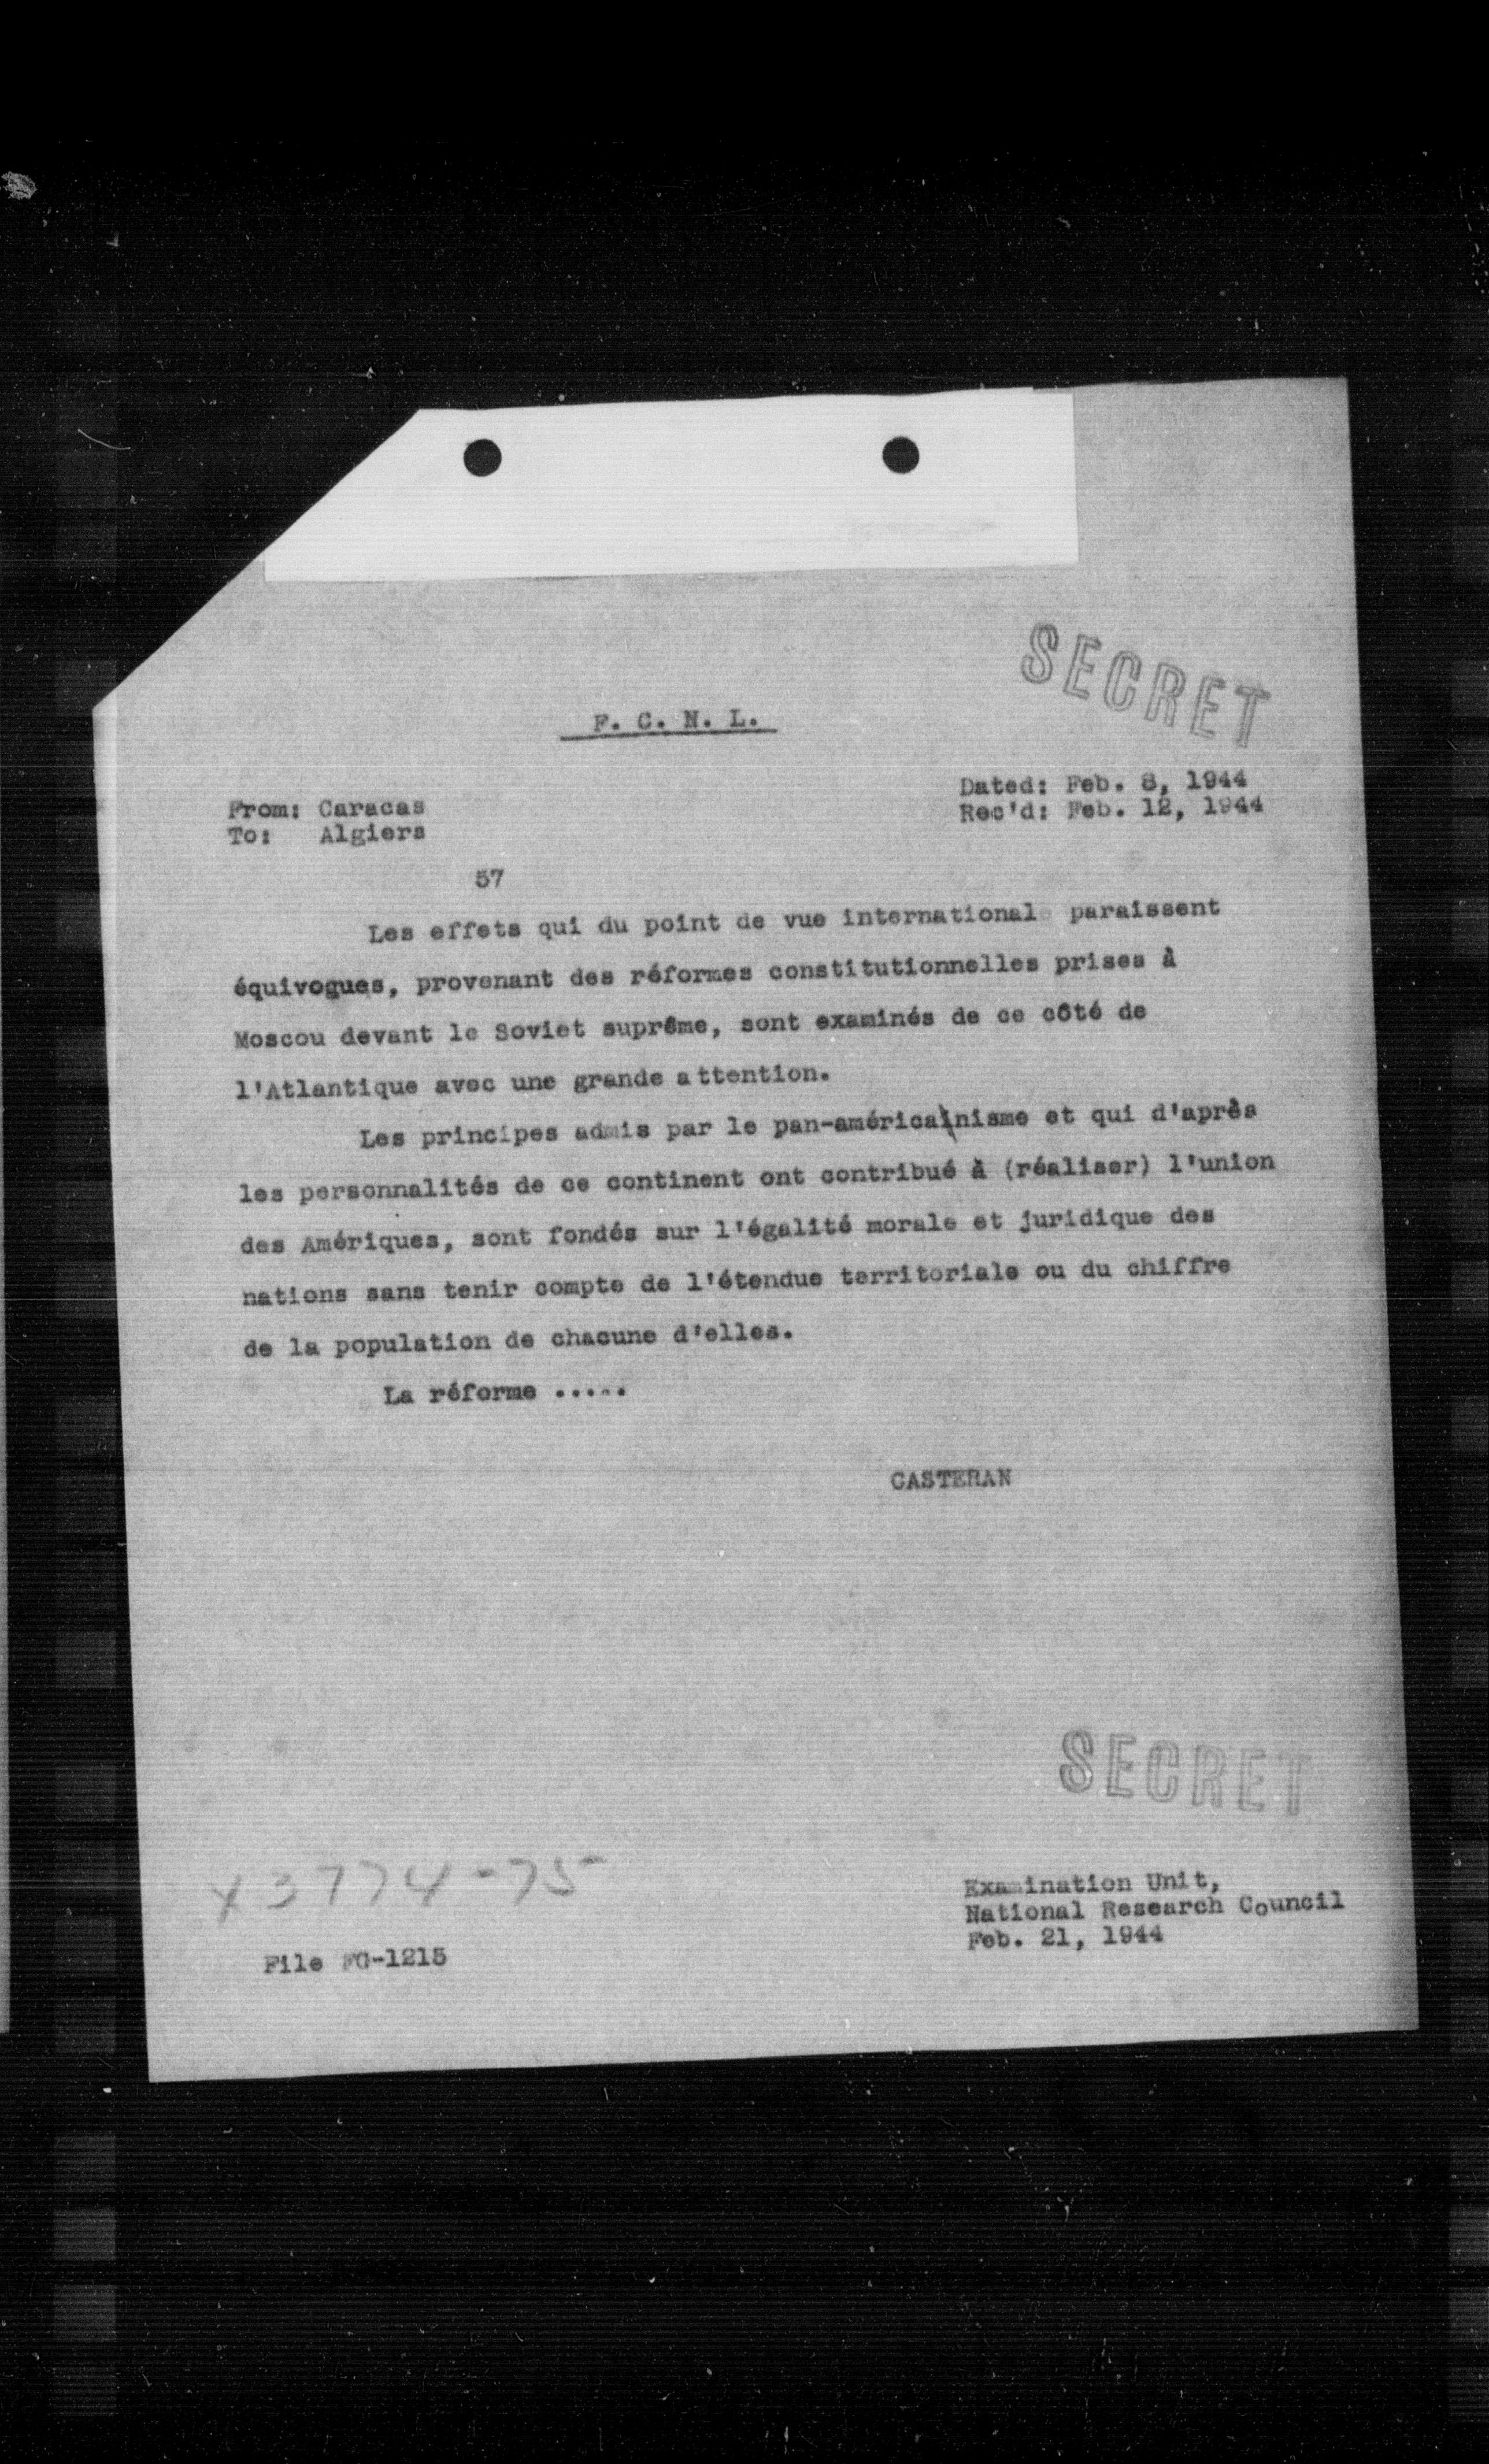 SECRET
F. C. N. L.
Dated: Feb. 8, 1944
Rec'd: Feb. 12, 1944
From: Caracas
To: Algiers
57
Les effets qui du point de vue international paraissent
équivogues, provenant des réformes constitutionnelles prises à
Moscou devant le Soviet suprême, sont examinés de ce côté de
l'Atlantique avec une grande attention.
Les principes admis par le pan-américainisme et qui d'après
les personnalités de ce continent ont contribué à (réaliser) l'union
des Amériques, sont fondés sur l'égalité morale et juridique des
nations sans tenir compte de l'étendue territoriale ou du chiffre
de la population de chacune d'elles.
La réforme .....
CASTERAN
SECRET
43774-75
Examination Unit,
National Research Council
Feb. 21, 1944
File FG-1215